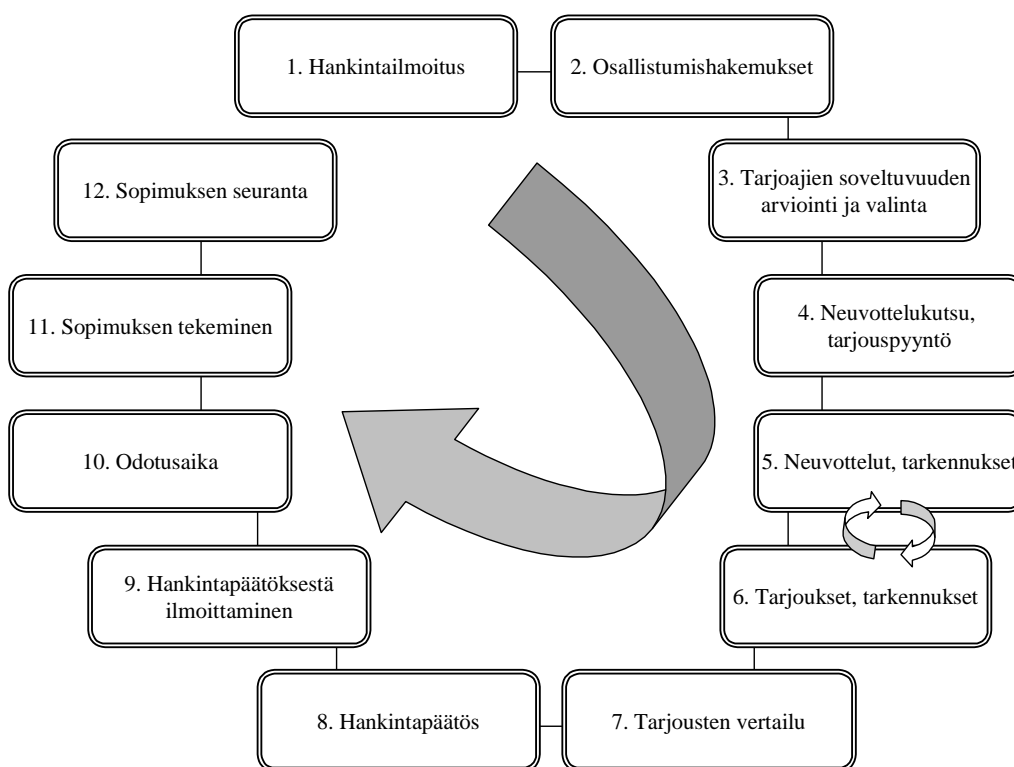 1. Hankintailmoitus
2. Osallistumishakemukset
3. Tarjoajien soveltuvuuden
arviointi ja valinta
4. Neuvottelukutsu,
tarjouspyyntö
5. Neuvottelut, tarkennukset
6. Tarjoukset, tarkennukset
7. Tarjousten vertailu
8. Hankintapäätös
9. Hankintapäätöksestä
ilmoittaminen
10. Odotusaika
11. Sopimuksen tekeminen
12. Sopimuksen seuranta